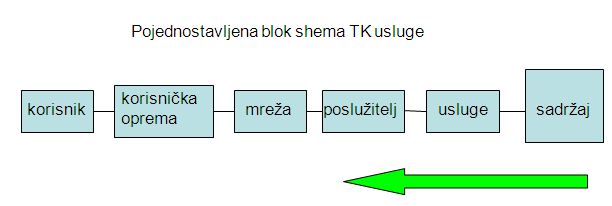 Pojednostavljena blok shema TK usluge
korisnik
korisnička
oprema
mreža
poslužitelj
usluge
sadržaj